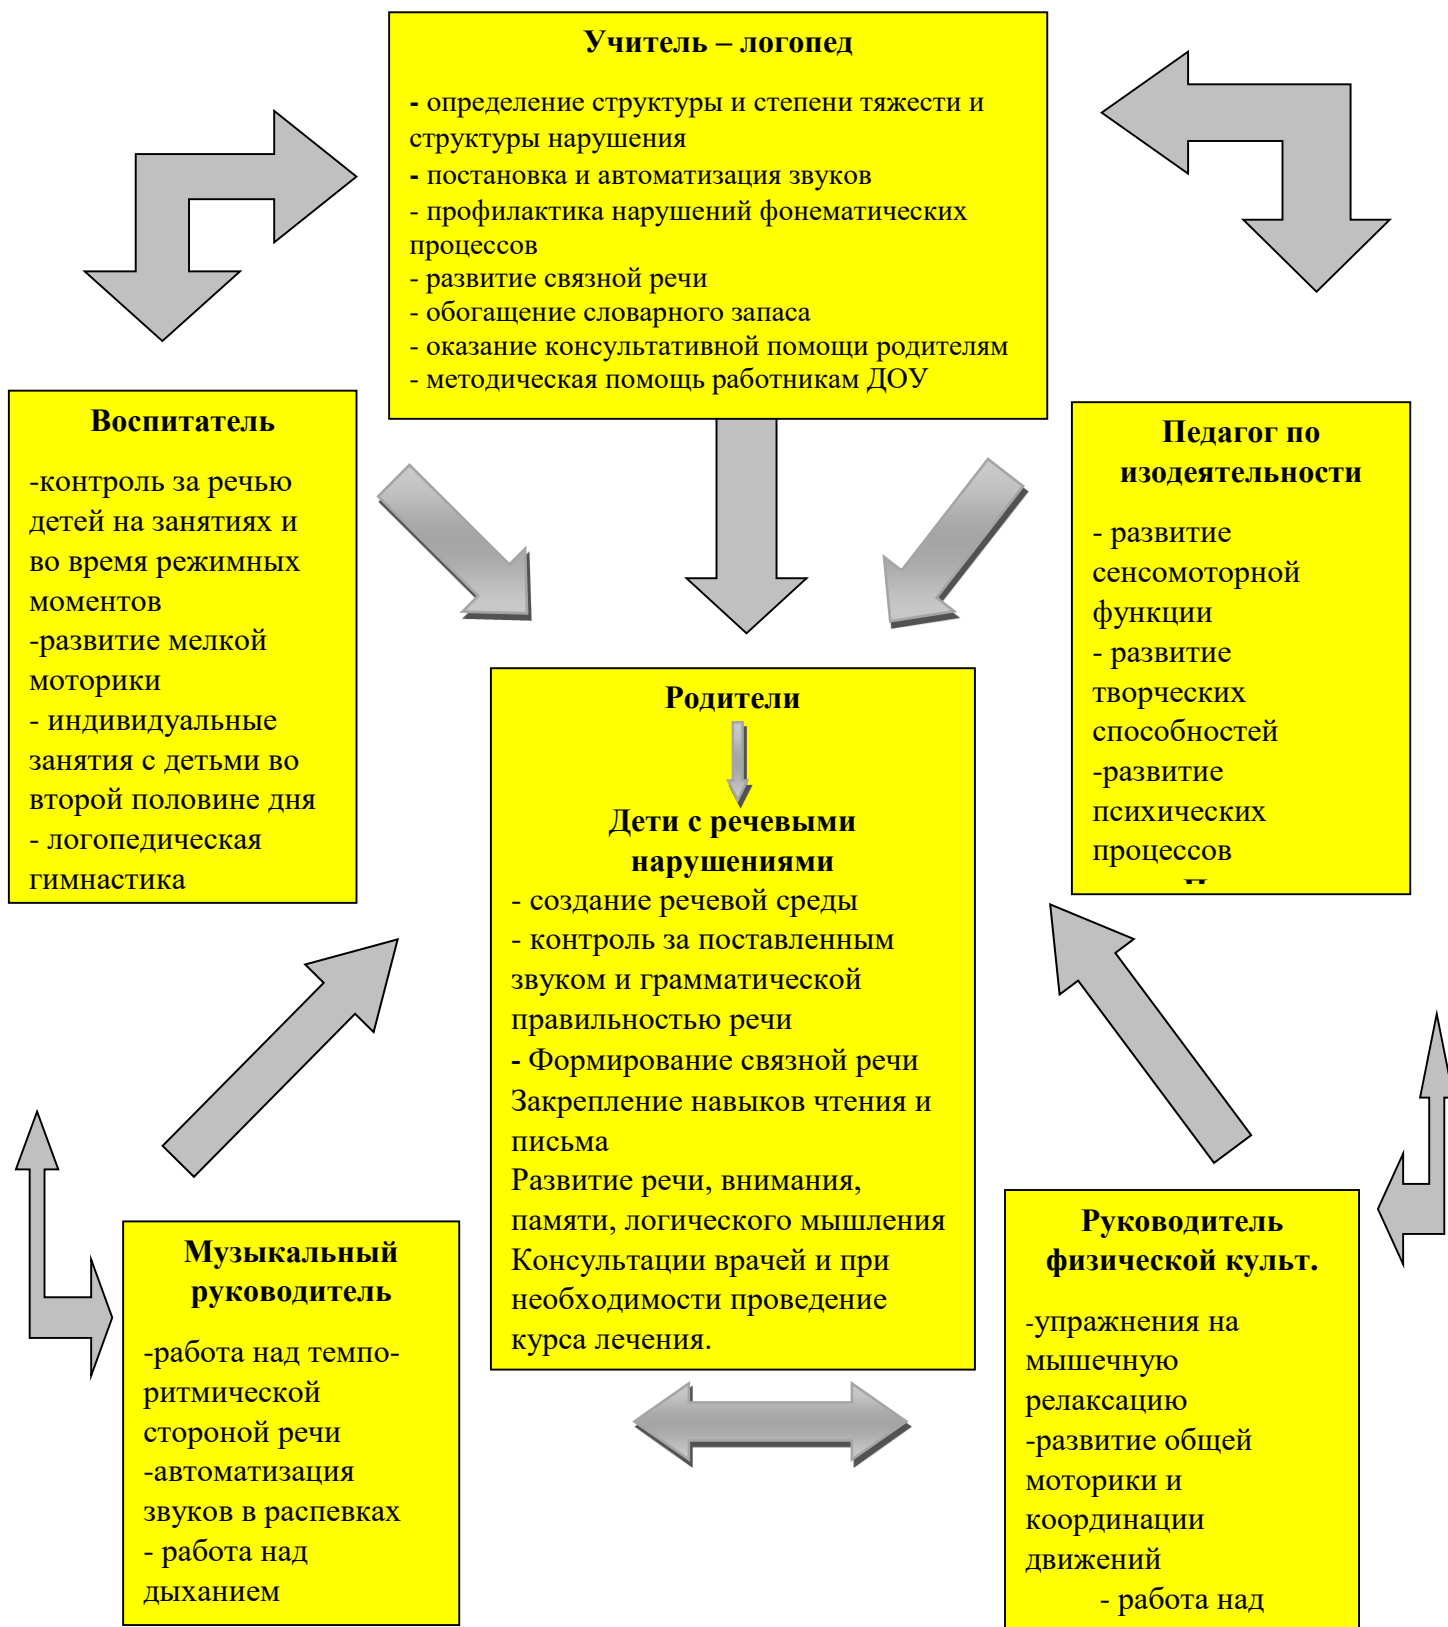 Учитель – логопед
- определение структуры и степени тяжести и
структуры нарушения
- постановка и автоматизация звуков
- профилактика нарушений фонематических
процессов
- развитие связной речи
- обогащение словарного запаса
- оказание консультативной помощи родителям
- методическая помощь работникам ДОУ
Воспитатель
-контроль за речью
детей на занятиях и
во время режимных
моментов
-развитие мелкой
моторики
- индивидуальные
занятия с детьми во
второй половине дня
- логопедическая
гимнастика
Педагог по
изодеятельности
- развитие
сенсомоторной
функции
- развитие
творческих
способностей
-развитие
психических
процессов
Родители
Дети с речевыми
нарушениями
- создание речевой среды
- контроль за поставленным
звуком и грамматической
правильностью речи
- Формирование связной речи
Закрепление навыков чтения и
письма
Развитие речи, внимания,
памяти, логического мышления
Консультации врачей и при
необходимости проведение
курса лечения.
Музыкальный
руководитель
-работа над темпо-
ритмической
стороной речи
-автоматизация
звуков в распевках
- работа над
дыханием
Руководитель
физической культ.
-упражнения на
мышечную
релаксацию
-развитие общей
моторики и
координации
движений
- работа над